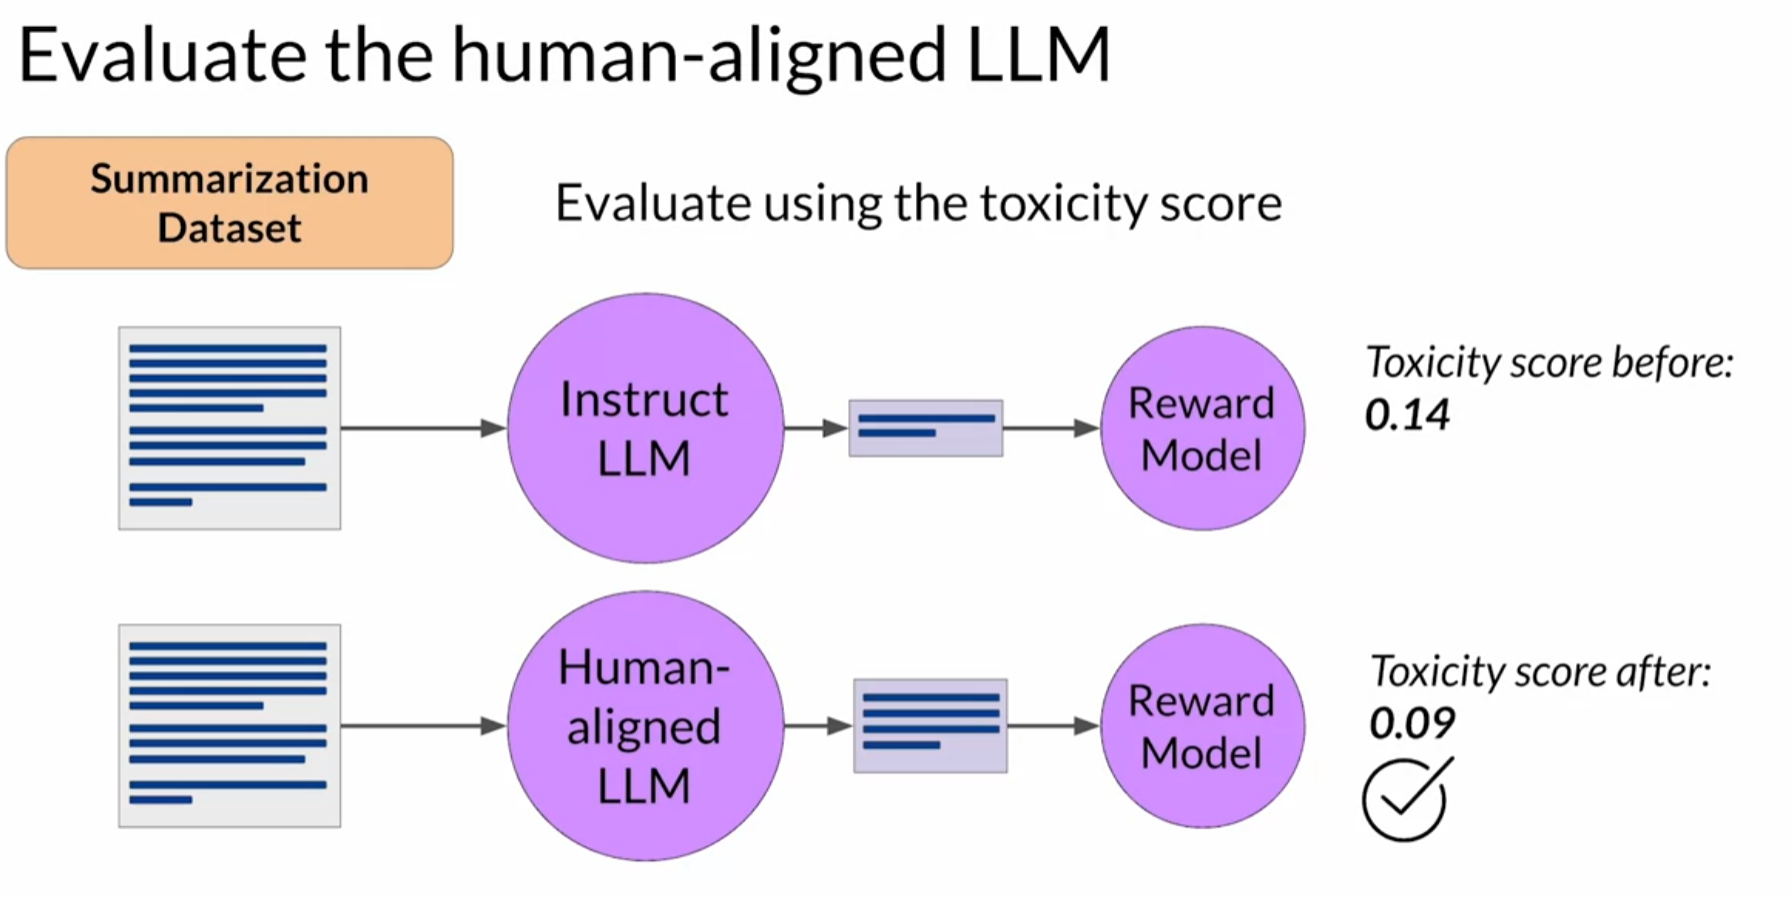 Evaluate the human-aligned LLM
Summarization
Dataset
Evaluate using the toxicity score
Instruct
LLM
Reward
Model
Toxicity score before:
0.14
Human-
aligned
LLM
Reward
Model
Toxicity score after:
0.09